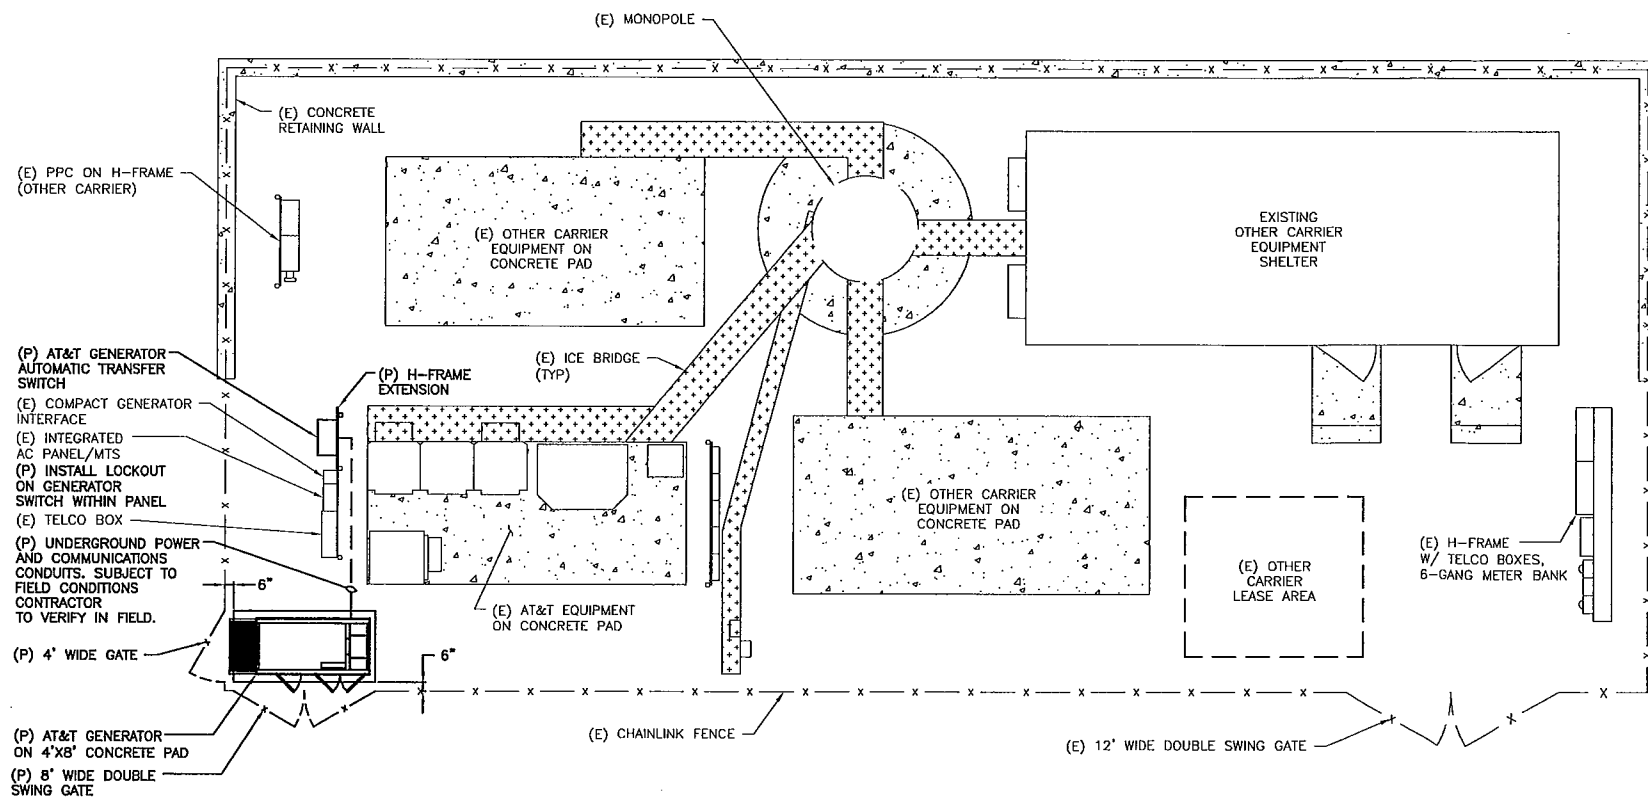 (E) MONOPOLE
(E) CONCRETE
RETAINING WALL
(E) PPC ON H-FRAME
(OTHER CARRIER)
(E) OTHER CARRIER
EQUIPMENT ON
CONCRETE PAD
EXISTING
OTHER CARRIER
EQUIPMENT
SHELTER
(P) AT&T GENERATOR
AUTOMATIC TRANSFER
SWITCH
(P) H-FRAME
EXTENSION
(E) ICE BRIDGE
(TYP)
(E) COMPACT GENERATOR
INTERFACE
(E) INTEGRATED
AC PANEL/MTS
(P) INSTALL LOCKOUT
ON GENERATOR
SWITCH WITHIN PANEL
(E) TELCO BOX
(P) UNDERGROUND POWER
AND COMMUNICATIONS
CONDUITS. SUBJECT TO
FIELD CONDITIONS
CONTRACTOR
TO VERIFY IN FIELD.
6"
(E) OTHER CARRIER
EQUIPMENT ON
CONCRETE PAD
(E) OTHER
CARRIER
LEASE AREA
(E) H-FRAME
W/ TELCO BOXES,
6-GANG METER BANK
(E) AT&T EQUIPMENT
ON CONCRETE PAD
(P) 4' WIDE GATE
6"
(P) AT&T GENERATOR
ON 4'X8' CONCRETE PAD
(P) 8' WIDE DOUBLE
SWING GATE
(E) CHAINLINK FENCE
(E) 12' WIDE DOUBLE SWING GATE